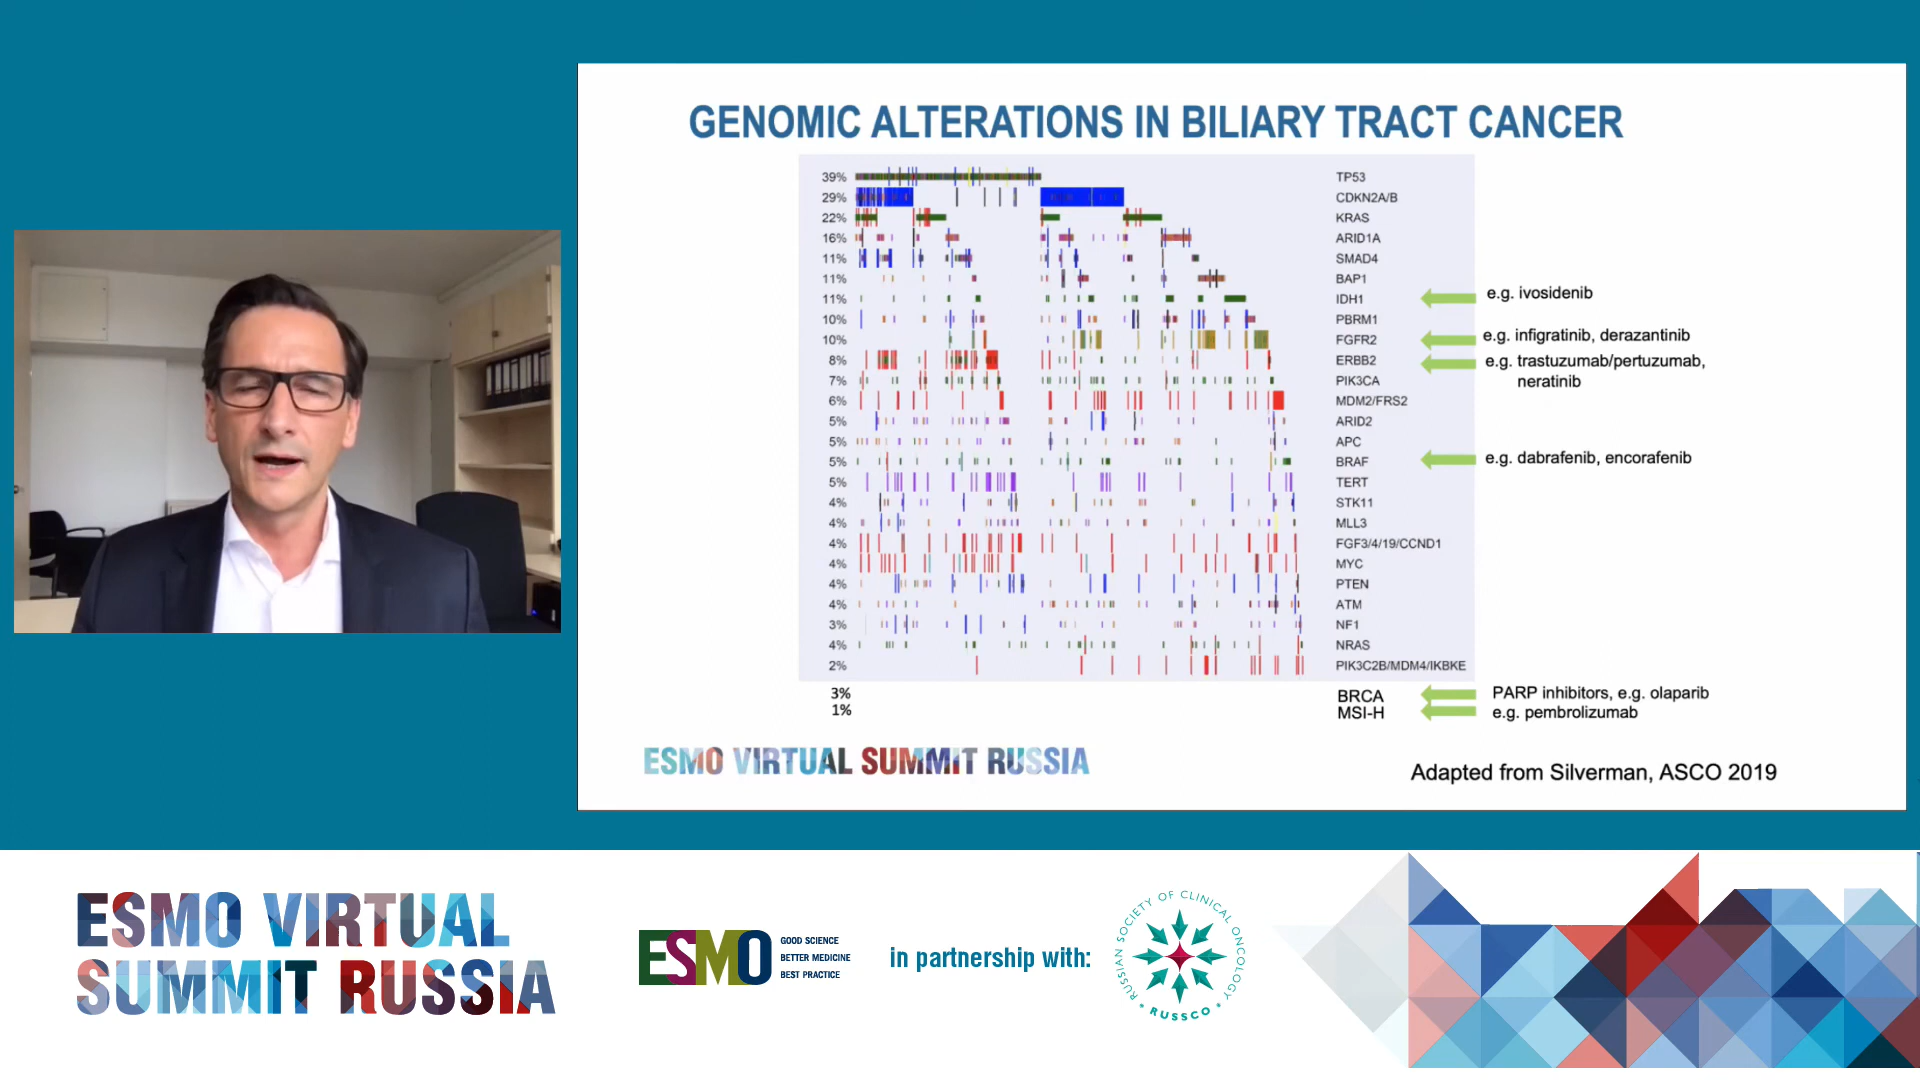 GENOMIC ALTERATIONS IN BILIARY TRACT CANCER
39% TP53
29% CDKN2A/B
22% KRAS
16% ARID1A
11% SMAD4
11% BAP1
11% IDH1 e.g. ivosidenib
10% PBRM1
10% FGFR2 e.g. infigratinib, derazantinib
8% ERBB2 e.g. trastuzumab/pertuzumab,
neratinib
7% PIK3CA
6% MDM2/FRS2
5% ARID2
5% APC
5% BRAF e.g. dabrafenib, encorafenib
5% TERT
4% STK11
4% MLL3
4% FGF3/4/19/CCND1
4% MYC
4% PTEN
4% ATM
3% NF1
4% NRAS
2% PIK3C2B/MDM4/IKBKE
3% BRCA PARP inhibitors, e.g. olaparib
1% MSI-H e.g. pembrolizumab
ESMO VIRTUAL SUMMIT RUSSIA
Adapted from Silverman, ASCO 2019
ESMO VIRTUAL
SUMMIT RUSSIA
ESMO
GOOD SCIENCE
BETTER MEDICINE
BEST PRACTICE
in partnership with:
RUSSIAN SOCIETY OF CLINICAL ONCOLOGY
* RUSSCO *